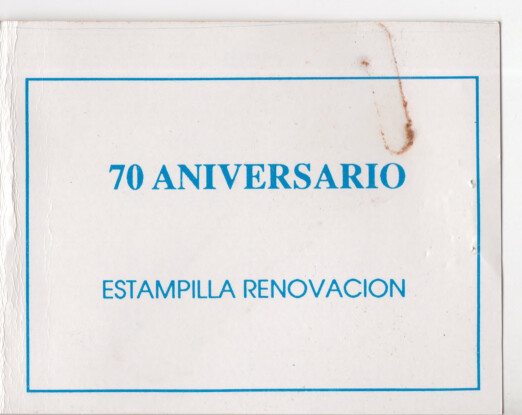 70 ANIVERSARIO
ESTAMPILLA RENOVACION